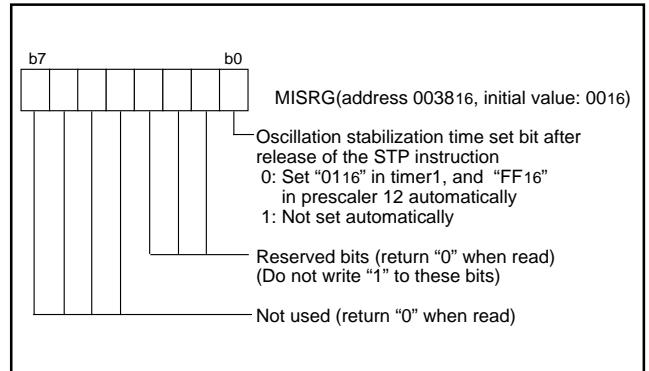 b7 b0
MISRG(address 003816, initial value: 0016)
Oscillation stabilization time set bit after
release of the STP instruction
0: Set “0116” in timer1, and “FF16”
in prescaler 12 automatically
1: Not set automatically
Reserved bits (return “0” when read)
(Do not write “1” to these bits)
Not used (return “0” when read)